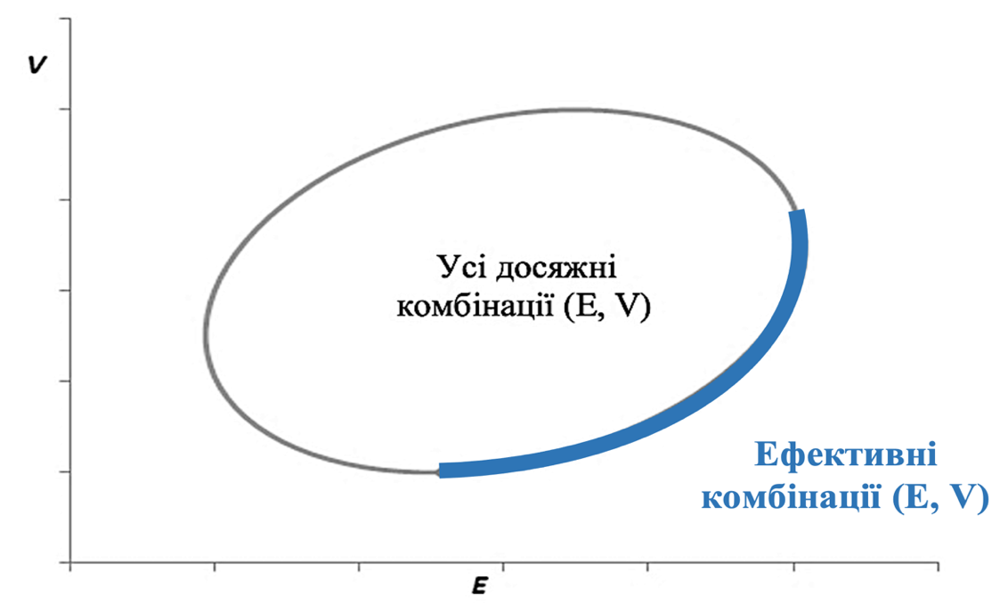 V
Усі досяжні
комбінації (E, V)
Ефективні
комбінації (E, V)
E